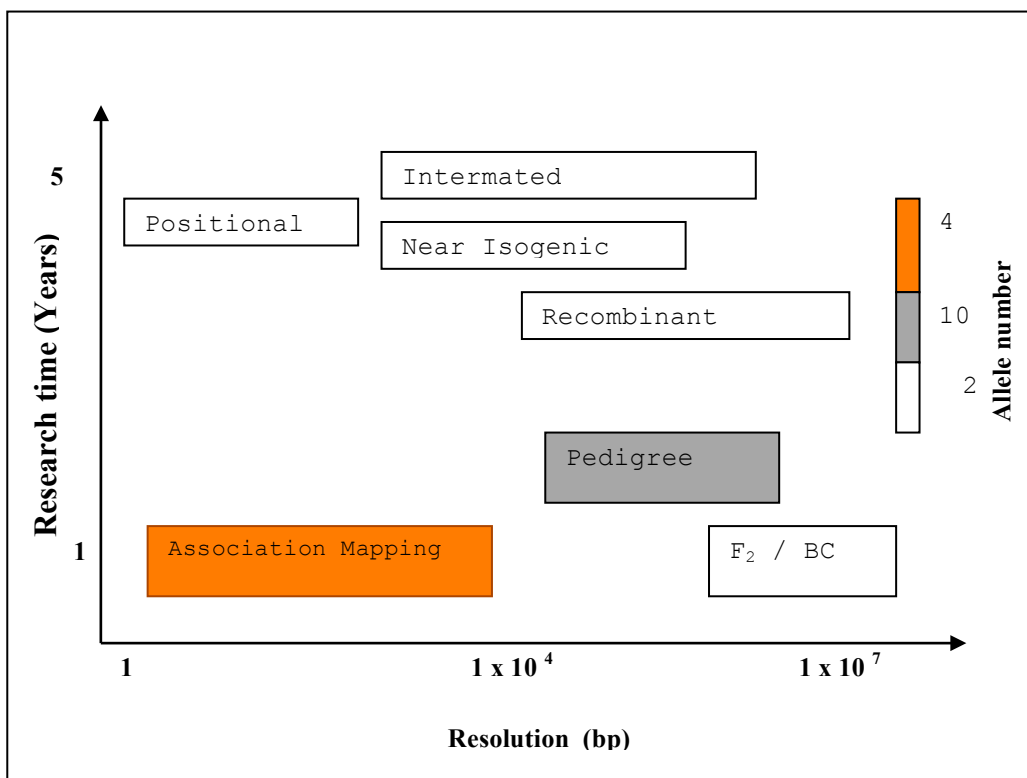 5
Intermated
Positional
Near Isogenic
Recombinant
Pedigree
1
Association Mapping
F₂ / BC
Research time (Years)
4
10
2
Allele number
1
1 x 10 ⁴
1 x 10 ⁷
Resolution (bp)